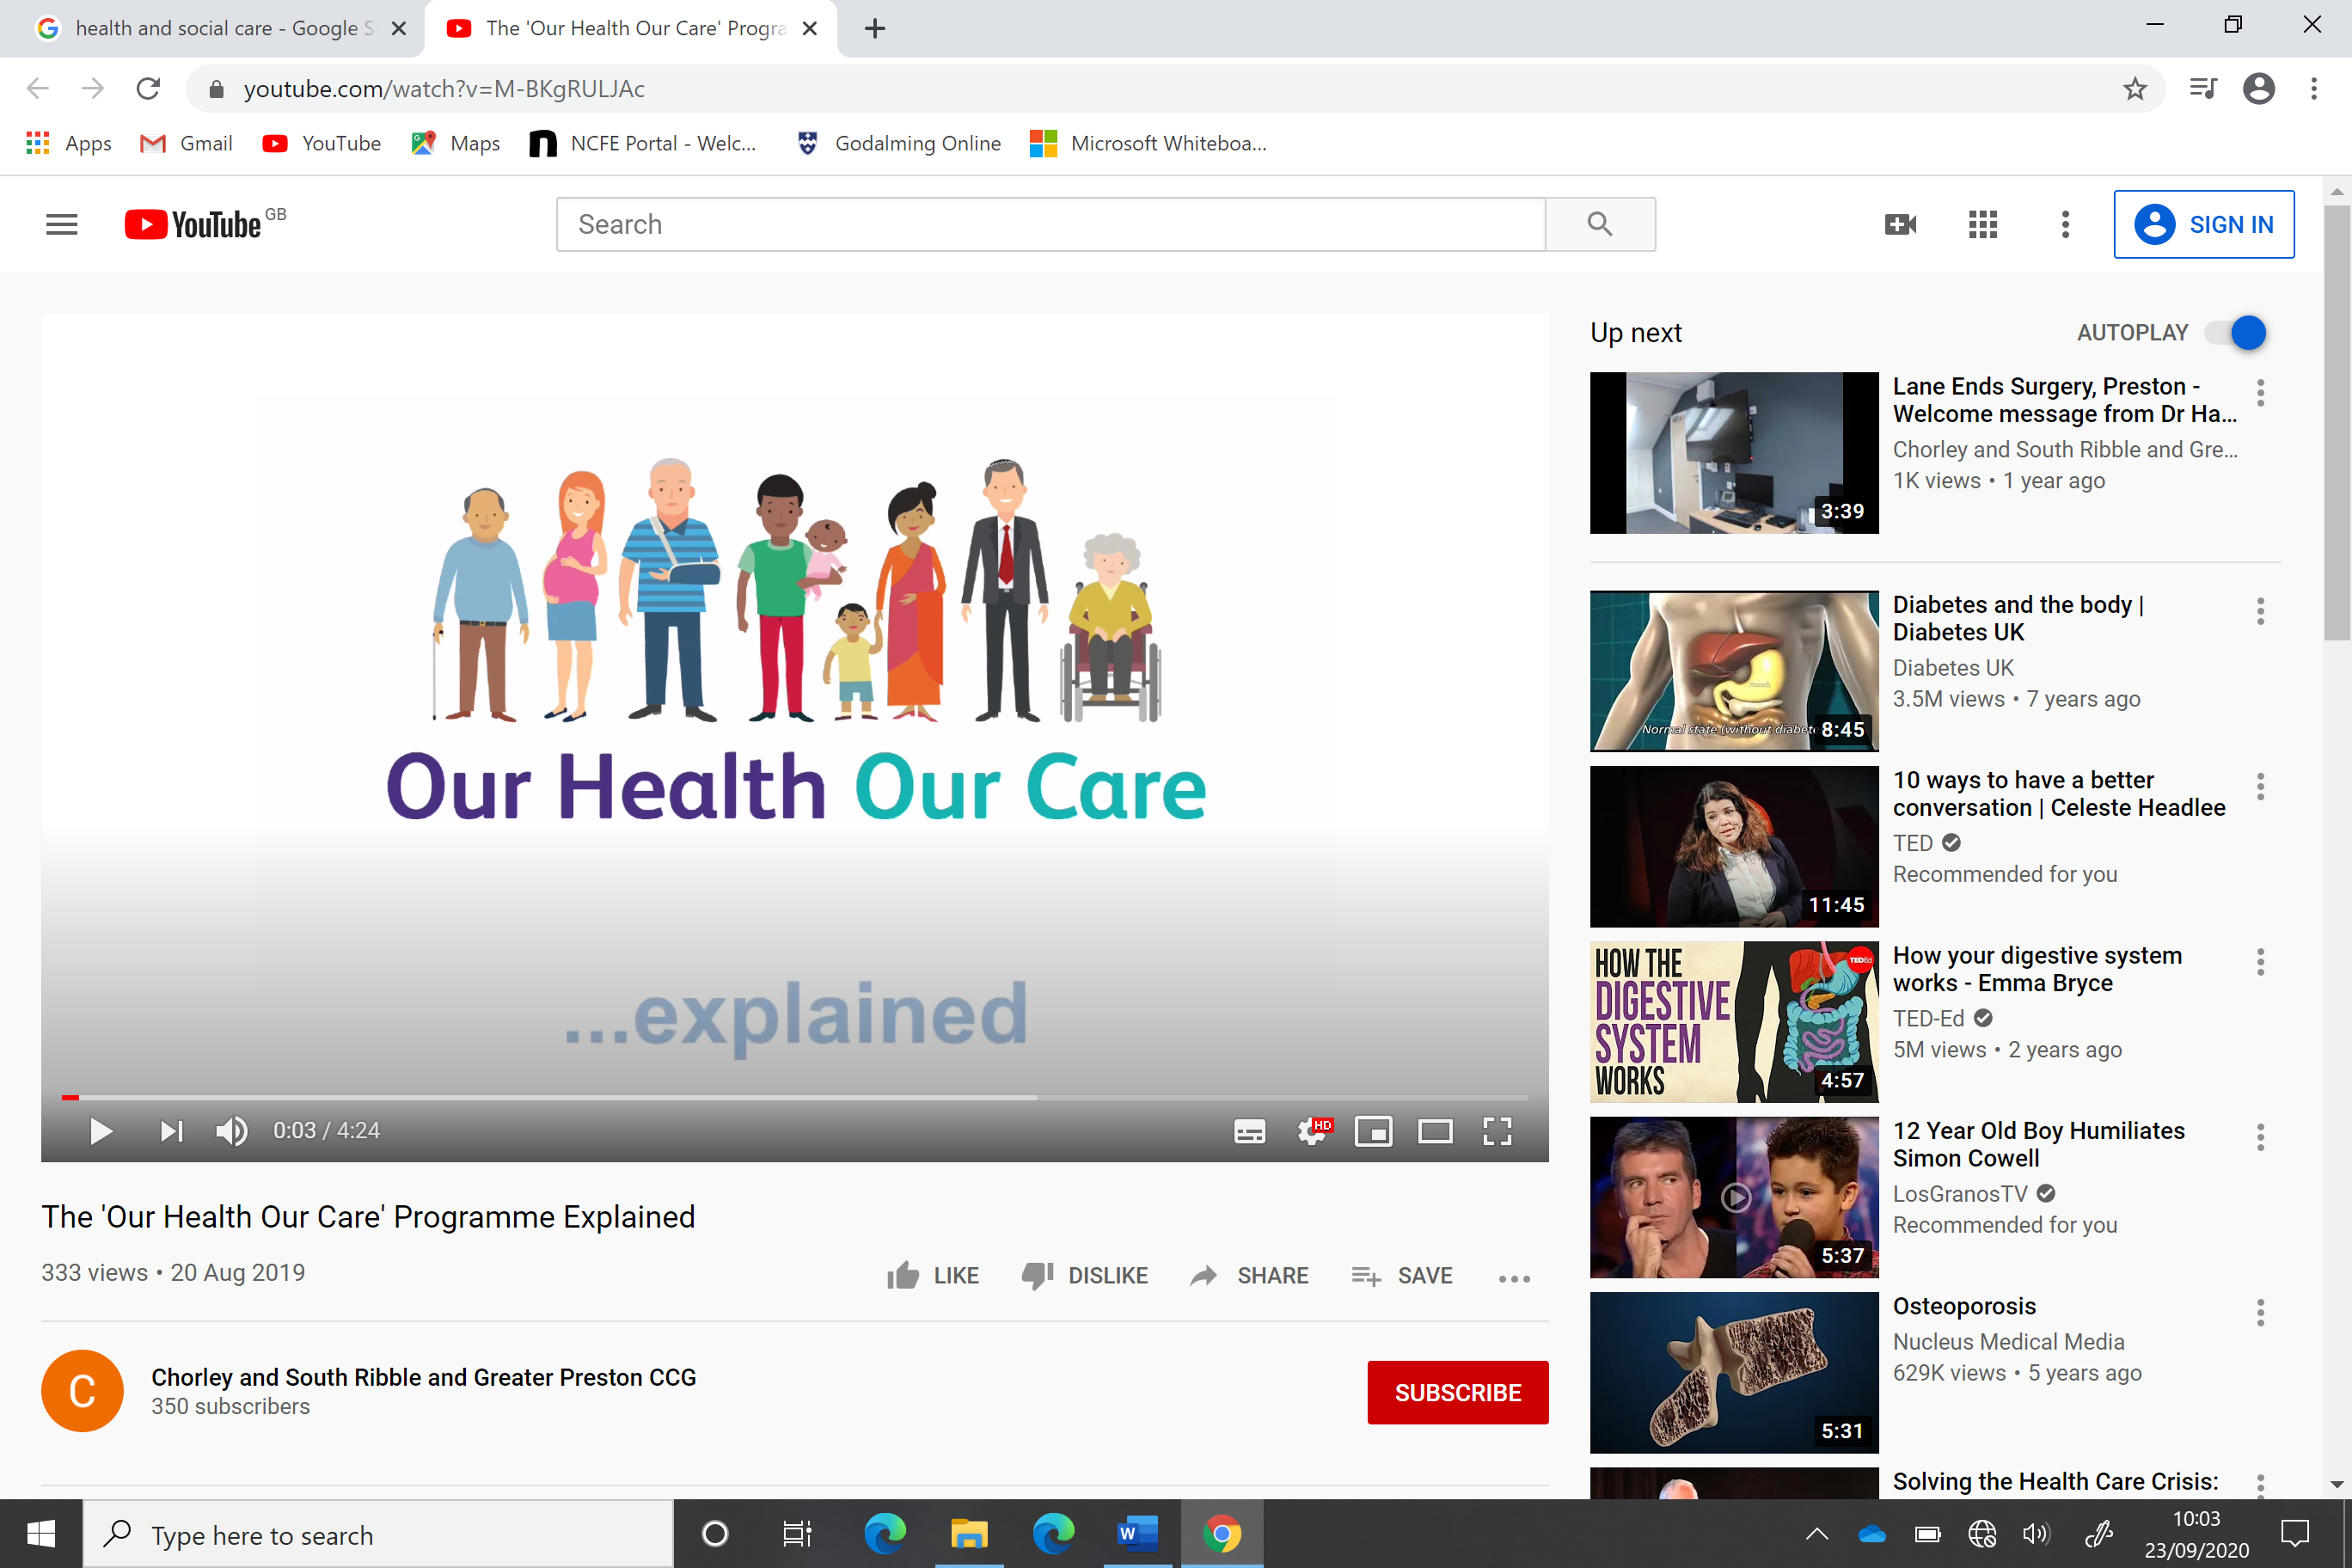 health and social care - Google S
The 'Our Health Our Care' Progra
youtube.com/watch?v=M-BKgRULJAc
Apps
Gmail
YouTube
Maps
NCFE Portal - Welc...
Godalming Online
Microsoft Whiteboa...
YouTube GB
Search
SIGN IN
Our Health Our Care
...explained
0:03 / 4:24
HD
The 'Our Health Our Care' Programme Explained
333 views • 20 Aug 2019
LIKE
DISLIKE
SHARE
SAVE
C
Chorley and South Ribble and Greater Preston CCG
350 subscribers
SUBSCRIBE
Up next
AUTOPLAY
3:39
Lane Ends Surgery, Preston -
Welcome message from Dr Ha...
Chorley and South Ribble and Gre...
1K views • 1 year ago
Normal state (without diabete
8:45
Diabetes and the body |
Diabetes UK
Diabetes UK
3.5M views • 7 years ago
11:45
10 ways to have a better
conversation | Celeste Headlee
TED
Recommended for you
HOW THE
DIGESTIVE
SYSTEM
WORKS
TEDEd
4:57
How your digestive system
works - Emma Bryce
TED-Ed
5M views • 2 years ago
5:37
12 Year Old Boy Humiliates
Simon Cowell
LosGranosTV
Recommended for you
5:31
Osteoporosis
Nucleus Medical Media
629K views • 5 years ago
Solving the Health Care Crisis:
Type here to search
W
10:03
23/09/2020